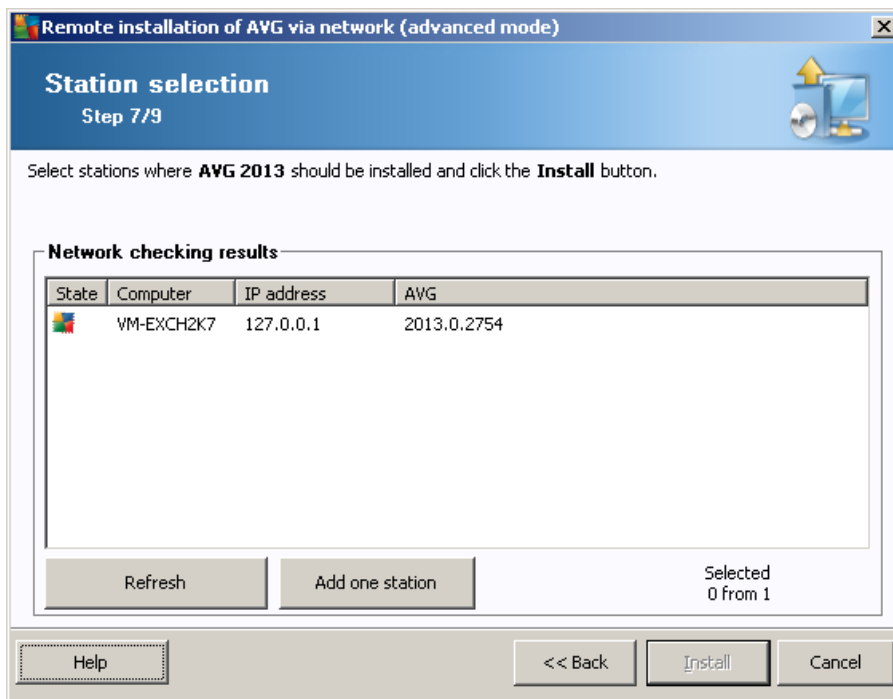 Remote installation of AVG via network (advanced mode)
Station selection
Step 7/9
Select stations where AVG 2013 should be installed and click the Install button.
Network checking results
State Computer IP address AVG
VM-EXCH2K7 127.0.0.1 2013.0.2754
Refresh Add one station Selected
0 from 1
Help << Back Install Cancel